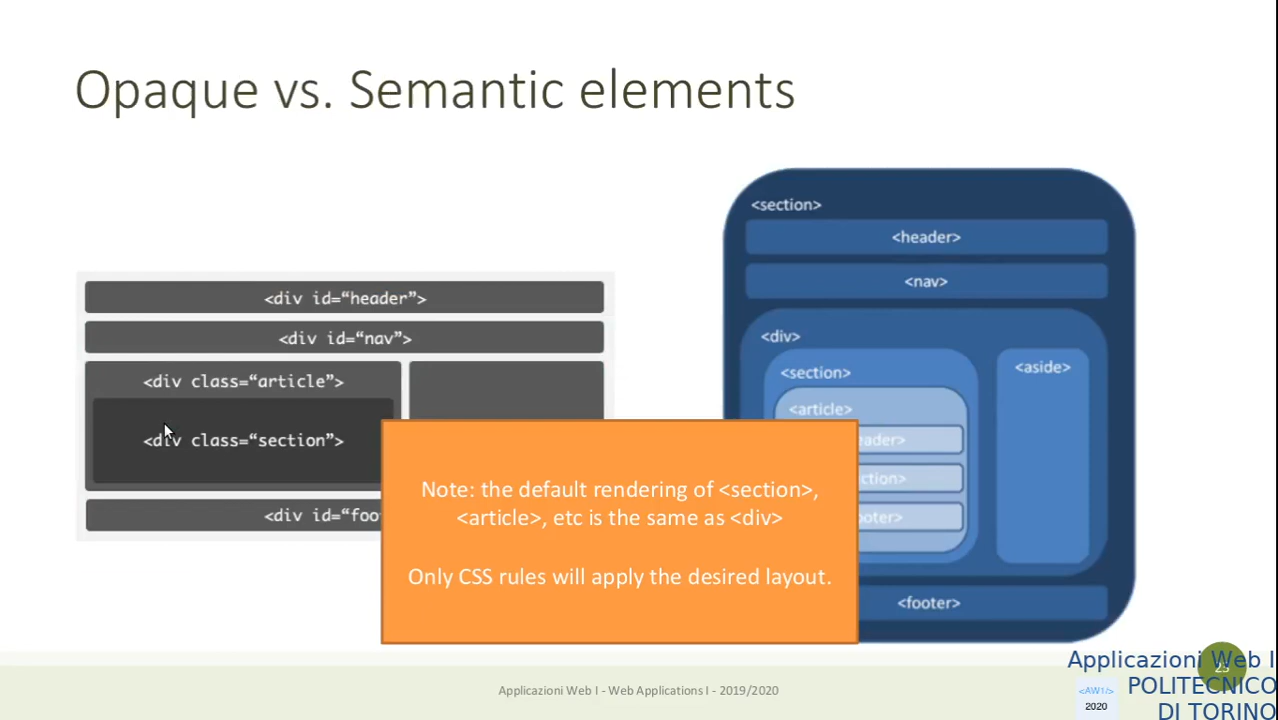 Opaque vs. Semantic elements
<div id=“header”>
<div id=“nav”>
<div class=“article”>
<div class=“section”>
<div id=“foo
<section>
<header>
<nav>
<div>
<section>
<aside>
<article>
eader>
ction>
ooter>
<footer>
Note: the default rendering of <section>,
<article>, etc is the same as <div>
Only CSS rules will apply the desired layout.
Applicazioni Web I - Web Applications I - 2019/2020
<AW1/>
2020
Applicazioni Web I
POLITECNICO
DI TORINO